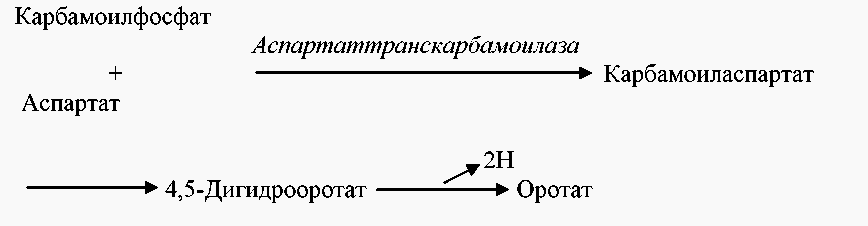 Карбамоилфосфат
Аспартаттранскарбамоилаза
+
Карбамоиласпартат
Аспартат
2Н
4,5-Дигидрооротат
Оротат